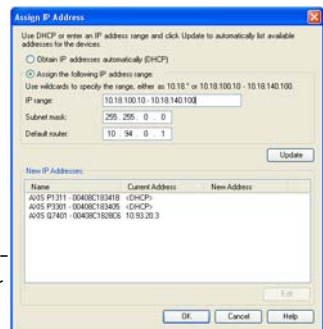 Assign IP Address
Use DHCP or enter an IP address range and click Update to automatically list available
addresses for the devices.
Obtain IP addresses automatically (DHCP)
Assign the following IP address range:
Use wildcards to specify the range, either as 10.18.* or 10.18.100.10 - 10.18.140.100.
IP range: 10.18.100.10 - 10.18.140.100
Subnet mask: 255 . 255 . 0 . 0
Default router: 10 . 94 . 0 . 1
Update
New IP Addresses:
Name Current Address New Address
AXIS P1311 - 00408C18341B <DHCP>
AXIS P3301 - 00408C183405 <DHCP>
AXIS Q7401 - 00408C1828C6 10.93.20.3
Edit
OK Cancel Help